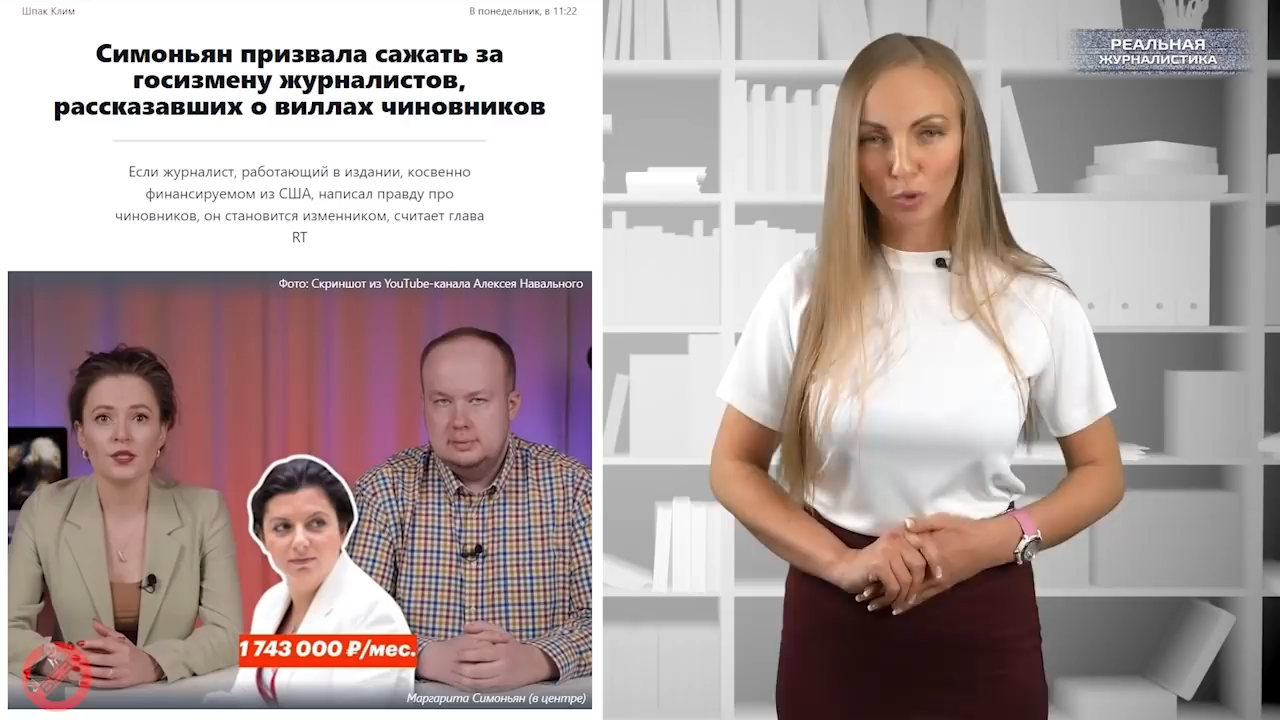 Шпак Клим
В понедельник, в 11:22
Симоньян призвала сажать за
госизмену журналистов,
рассказавших о виллах чиновников
Если журналист, работающий в издании, косвенно
финансируемом из США, написал правду про
чиновников, он становится изменником, считает глава
RT
Фото: Скриншот из YouTube-канала Алексея Навального
1 743 000 ₽/мес.
Маргарита Симоньян (в центре)
РЕАЛЬНАЯ
ЖУРНАЛИСТИКА